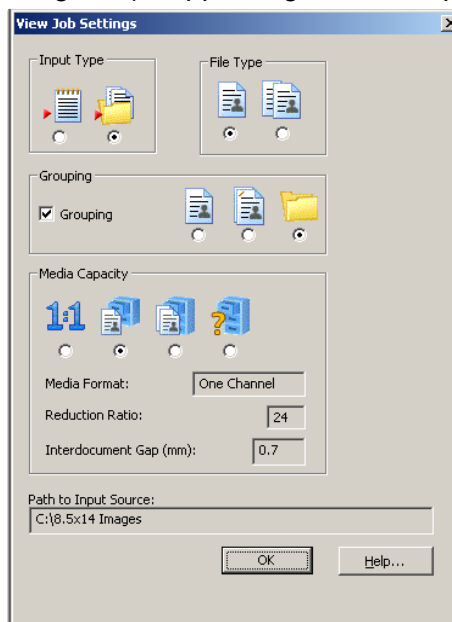 View Job Settings
Input Type
File Type
Grouping
Grouping
Media Capacity
1:1
?
Media Format: One Channel
Reduction Ratio: 24
Interdocument Gap (mm): 0.7
Path to Input Source:
C:\8.5x14 Images
OK Help...